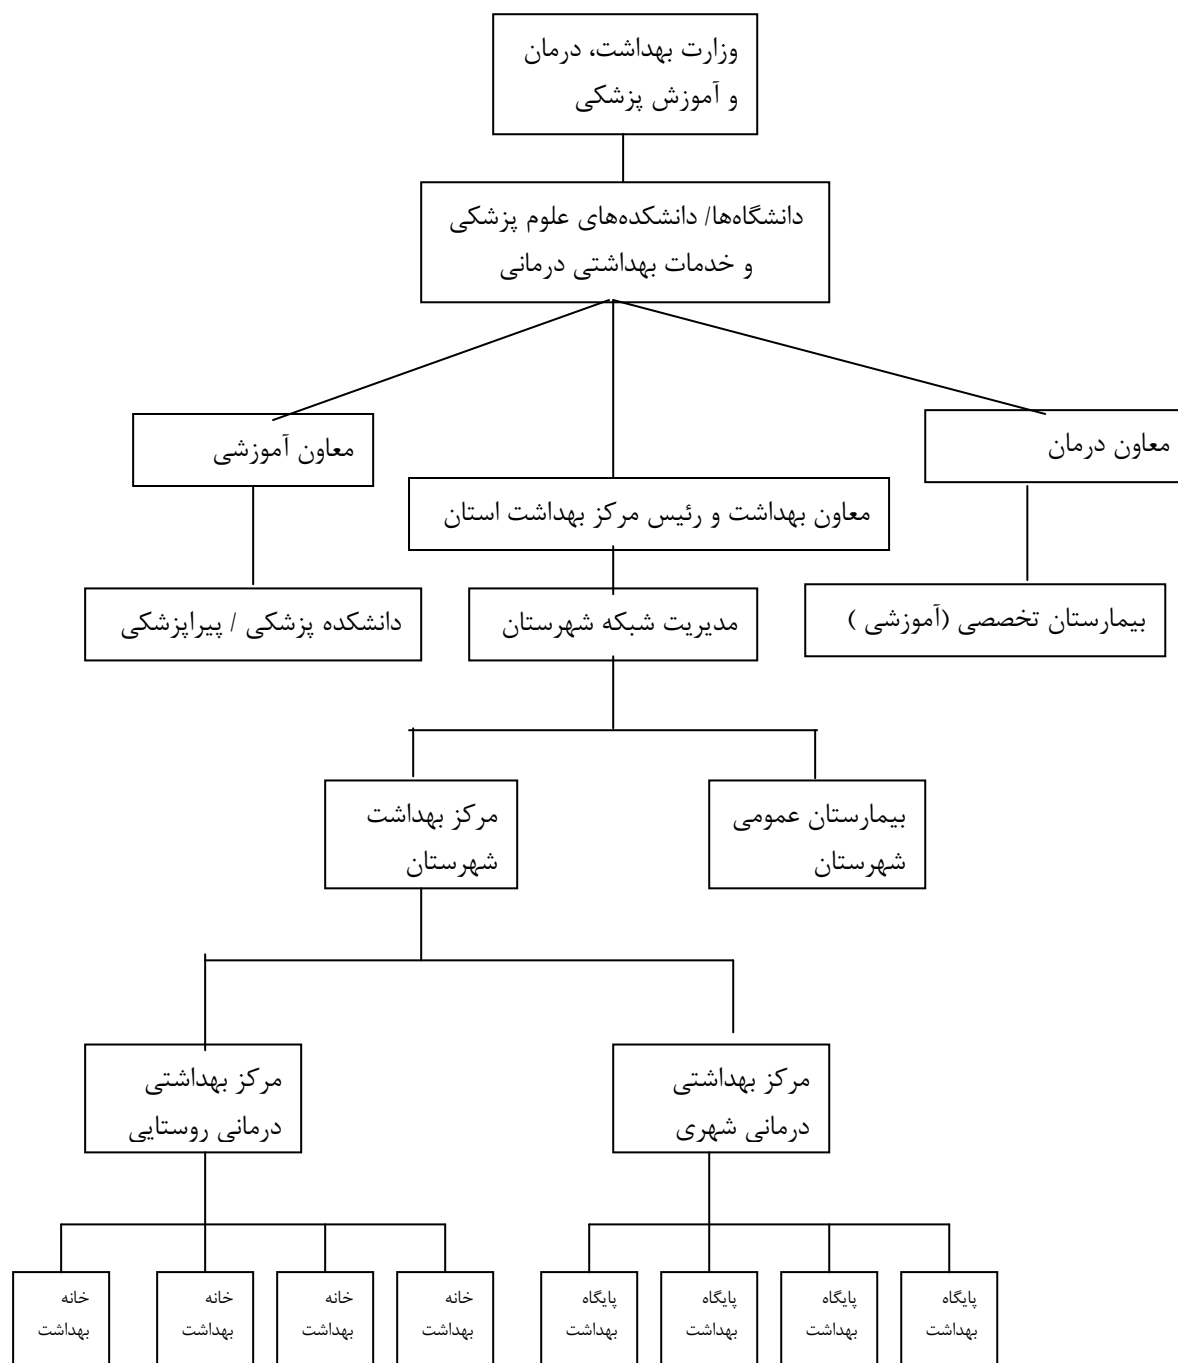 وزارت بهداشت، درمان
و آموزش پزشکی
دانشگاه‌ها/ دانشکده‌های علوم پزشکی
و خدمات بهداشتی درمانی
معاون درمان
معاون آموزشی
معاون بهداشت و رئیس مرکز بهداشت استان
بیمارستان تخصصی (آموزشی )
مدیریت شبکه شهرستان
دانشکده پزشکی / پیراپزشکی
بیمارستان عمومی
شهرستان
مرکز بهداشت
شهرستان
مرکز بهداشتی
درمانی شهری
مرکز بهداشتی
درمانی روستایی
پایگاه
بهداشت
پایگاه
بهداشت
پایگاه
بهداشت
پایگاه
بهداشت
خانه
بهداشت
خانه
بهداشت
خانه
بهداشت
خانه
بهداشت